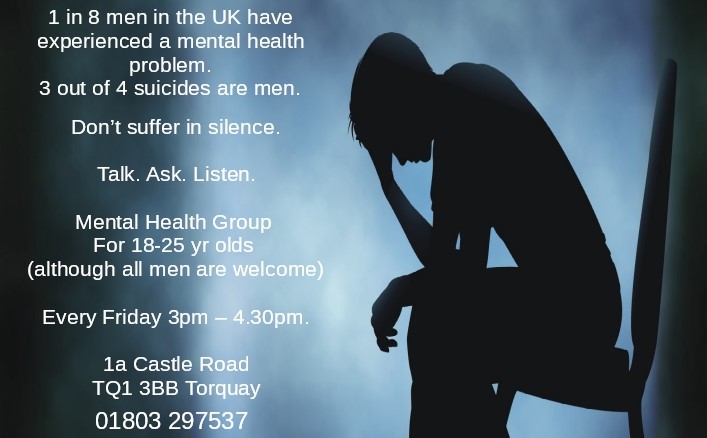 1 in 8 men in the UK have
experienced a mental health
problem.
3 out of 4 suicides are men.
Don’t suffer in silence.
Talk. Ask. Listen.
Mental Health Group
For 18-25 yr olds
(although all men are welcome)
Every Friday 3pm – 4.30pm.
1a Castle Road
TQ1 3BB Torquay
01803 297537